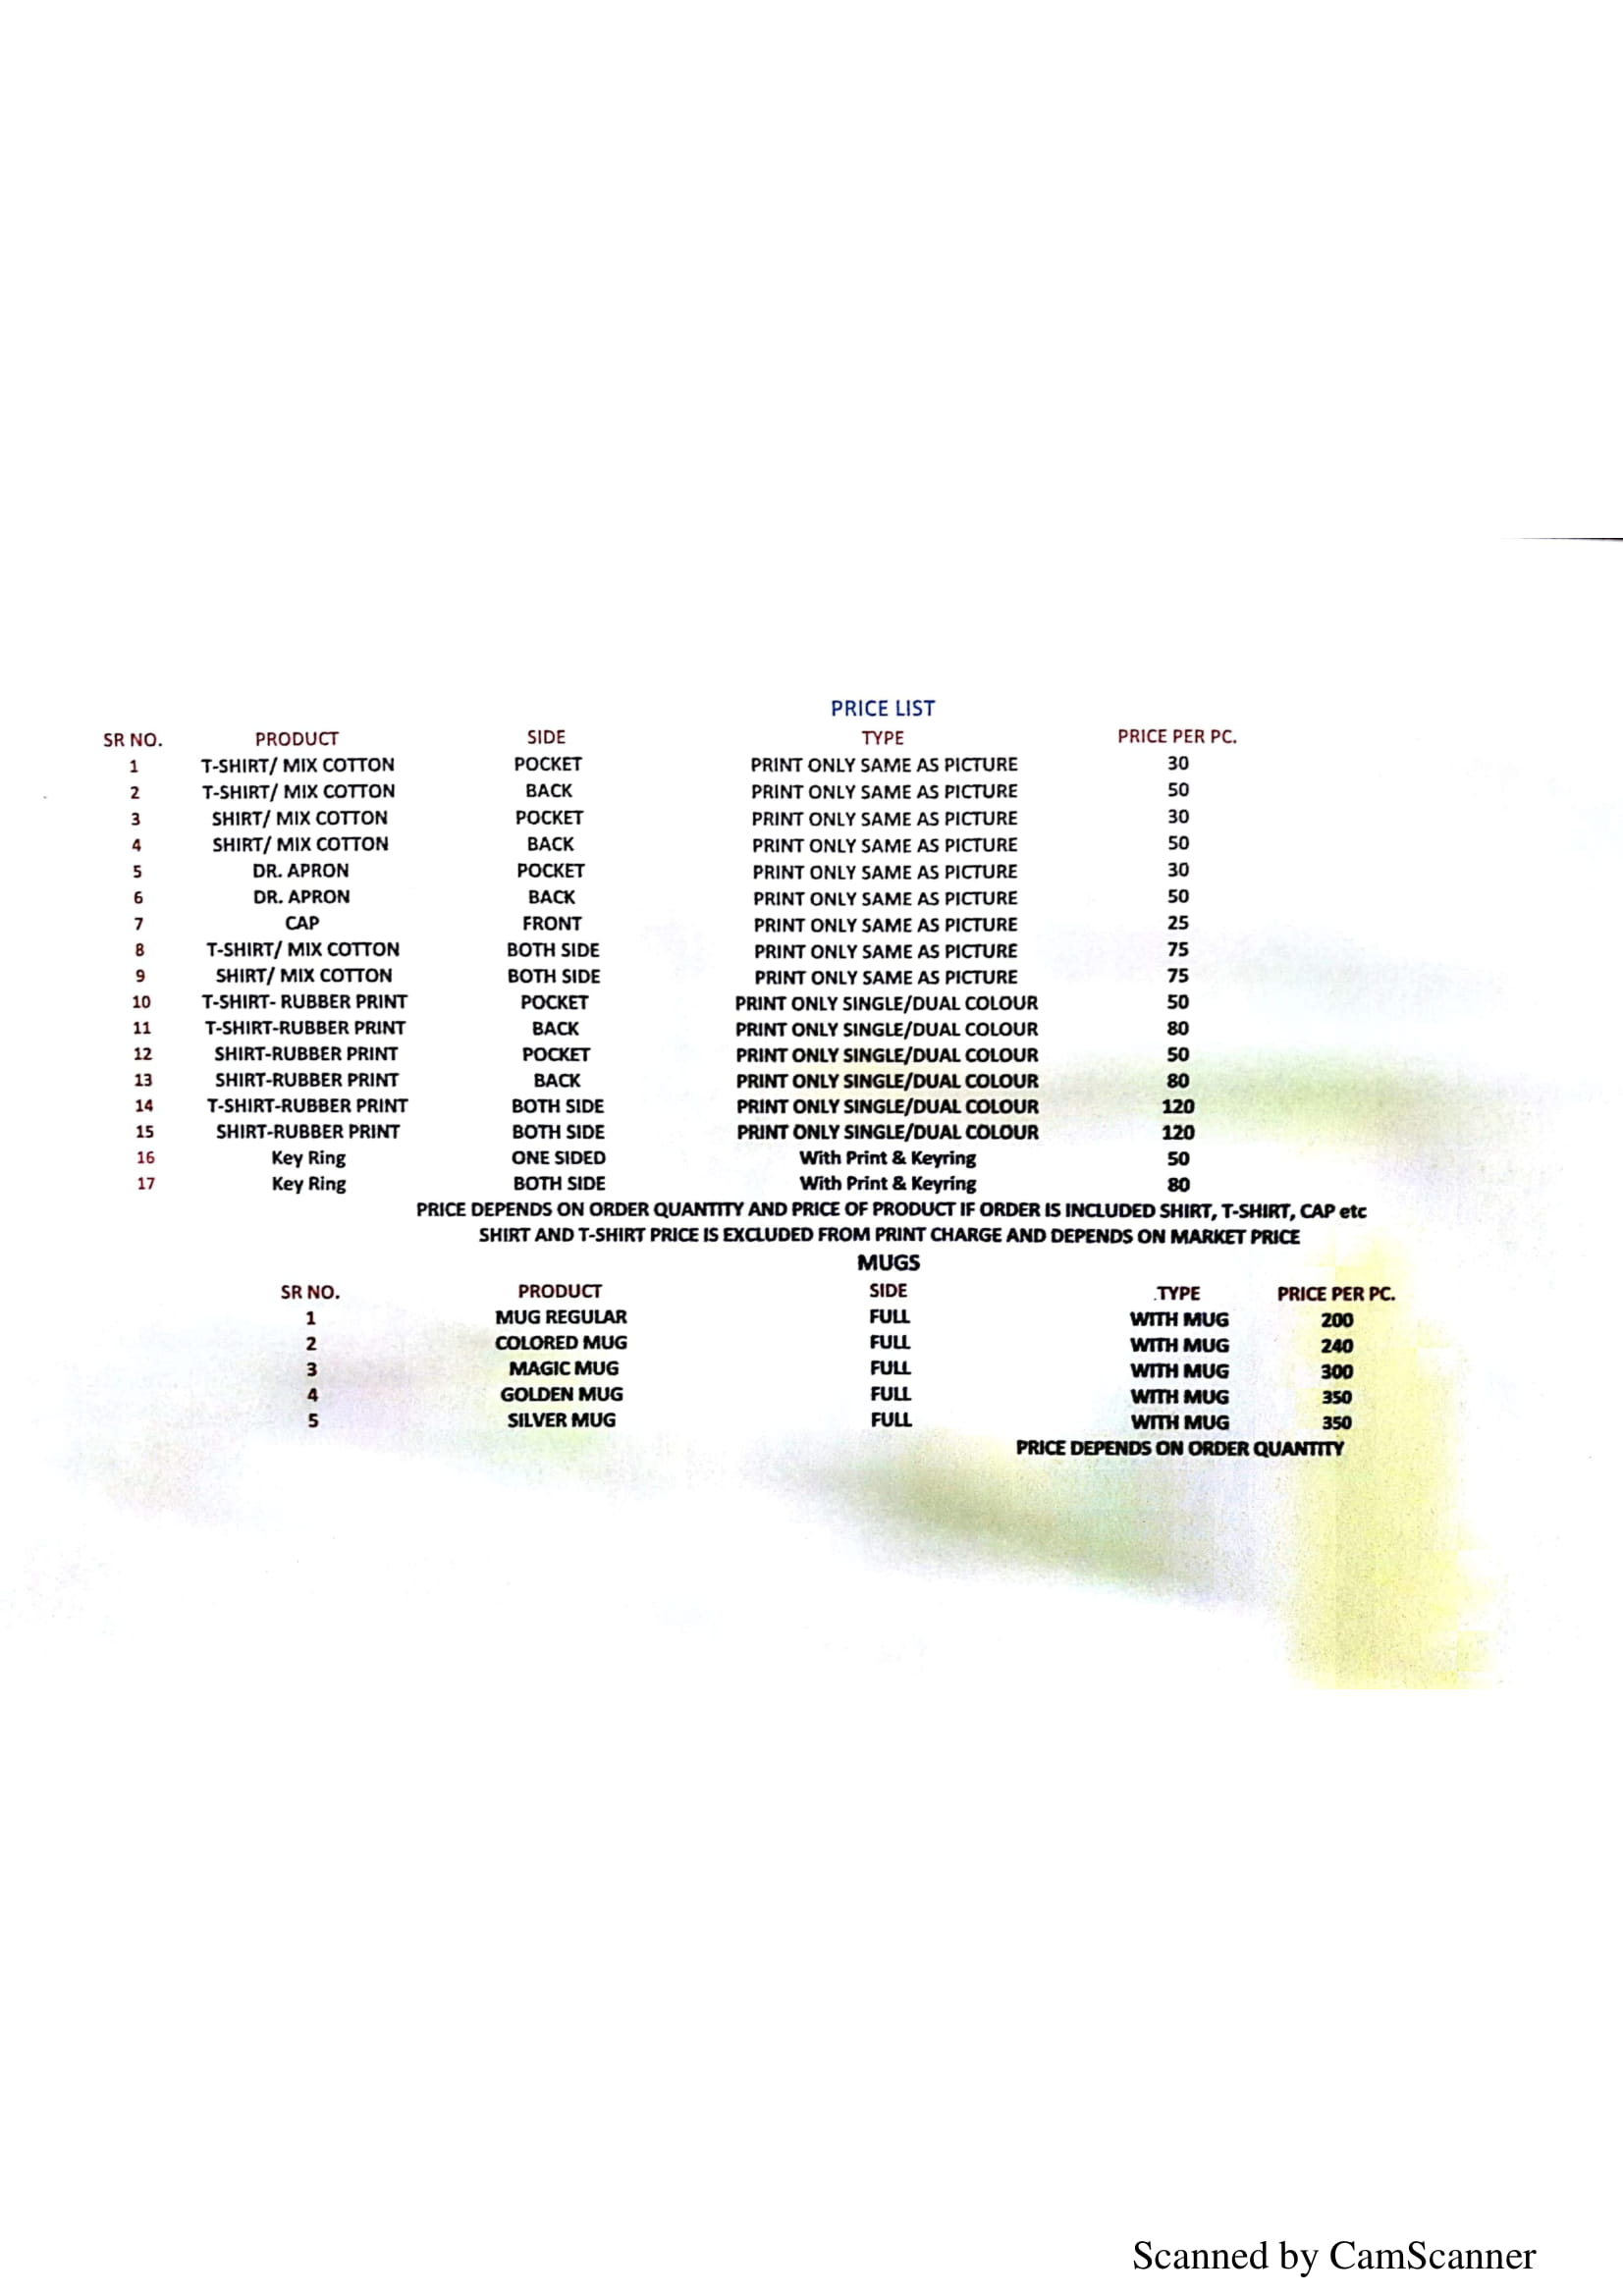 PRICE LIST
SR NO. PRODUCT SIDE TYPE PRICE PER PC.
1 T-SHIRT/ MIX COTTON POCKET PRINT ONLY SAME AS PICTURE 30
2 T-SHIRT/ MIX COTTON BACK PRINT ONLY SAME AS PICTURE 50
3 SHIRT/ MIX COTTON POCKET PRINT ONLY SAME AS PICTURE 30
4 SHIRT/ MIX COTTON BACK PRINT ONLY SAME AS PICTURE 50
5 DR. APRON POCKET PRINT ONLY SAME AS PICTURE 30
6 DR. APRON BACK PRINT ONLY SAME AS PICTURE 50
7 CAP FRONT PRINT ONLY SAME AS PICTURE 25
8 T-SHIRT/ MIX COTTON BOTH SIDE PRINT ONLY SAME AS PICTURE 75
9 SHIRT/ MIX COTTON BOTH SIDE PRINT ONLY SAME AS PICTURE 75
10 T-SHIRT- RUBBER PRINT POCKET PRINT ONLY SINGLE/DUAL COLOUR 50
11 T-SHIRT-RUBBER PRINT BACK PRINT ONLY SINGLE/DUAL COLOUR 80
12 SHIRT-RUBBER PRINT POCKET PRINT ONLY SINGLE/DUAL COLOUR 50
13 SHIRT-RUBBER PRINT BACK PRINT ONLY SINGLE/DUAL COLOUR 80
14 T-SHIRT-RUBBER PRINT BOTH SIDE PRINT ONLY SINGLE/DUAL COLOUR 120
15 SHIRT-RUBBER PRINT BOTH SIDE PRINT ONLY SINGLE/DUAL COLOUR 120
16 Key Ring ONE SIDED With Print & Keyring 50
17 Key Ring BOTH SIDE With Print & Keyring 80
PRICE DEPENDS ON ORDER QUANTITY AND PRICE OF PRODUCT IF ORDER IS INCLUDED SHIRT, T-SHIRT, CAP etc
SHIRT AND T-SHIRT PRICE IS EXCLUDED FROM PRINT CHARGE AND DEPENDS ON MARKET PRICE
MUGS
SR NO. PRODUCT SIDE TYPE PRICE PER PC.
1 MUG REGULAR FULL WITH MUG 200
2 COLORED MUG FULL WITH MUG 240
3 MAGIC MUG FULL WITH MUG 300
4 GOLDEN MUG FULL WITH MUG 350
5 SILVER MUG FULL WITH MUG 350
PRICE DEPENDS ON ORDER QUANTITY
Scanned by CamScanner